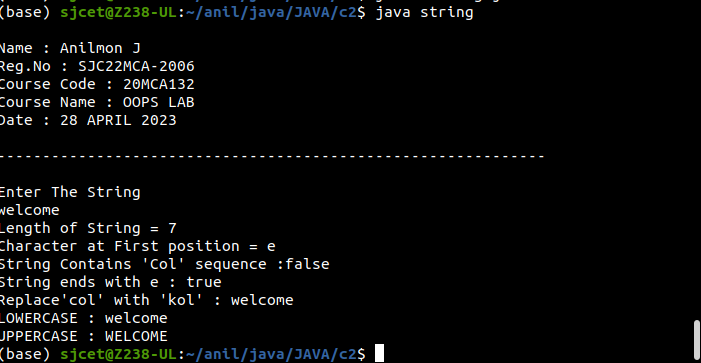 (base) sjcet@Z238-UL:~/anil/java/JAVA/c2$ java string
Name : Anilmon J
Reg.No : SJC22MCA-2006
Course Code : 20MCA132
Course Name : OOPS LAB
Date : 28 APRIL 2023
-------------------------------------------------------------
Enter The String
welcome
Length of String = 7
Character at First position = e
String Contains 'Col' sequence :false
String ends with e : true
Replace'col' with 'kol' : welcome
LOWERCASE : welcome
UPPERCASE : WELCOME
(base) sjcet@Z238-UL:~/anil/java/JAVA/c2$